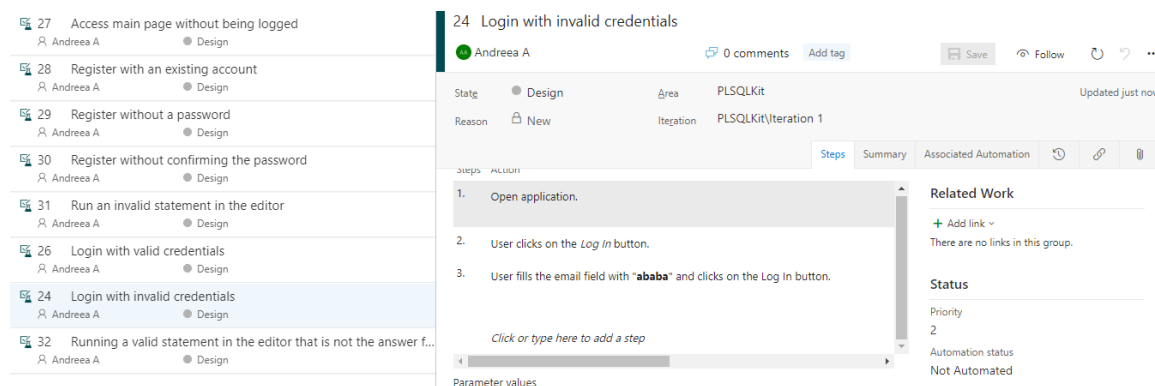 27 Access main page without being logged
Andreea A Design
28 Register with an existing account
Andreea A Design
29 Register without a password
Andreea A Design
30 Register without confirming the password
Andreea A Design
31 Run an invalid statement in the editor
Andreea A Design
26 Login with valid credentials
Andreea A Design
24 Login with invalid credentials
Andreea A Design
32 Running a valid statement in the editor that is not the answer f...
Andreea A Design
24 Login with invalid credentials
AA Andreea A 0 comments Add tag Save Follow
State Design Area PLSQLKit Updated just now
Reason New Iteration PLSQLKit\Iteration 1
Steps Summary Associated Automation
Steps Action
1. Open application.
2. User clicks on the Log In button.
3. User fills the email field with "ababa" and clicks on the Log In button.
Click or type here to add a step
Parameter values
Related Work
+ Add link
There are no links in this group.
Status
Priority
2
Automation status
Not Automated